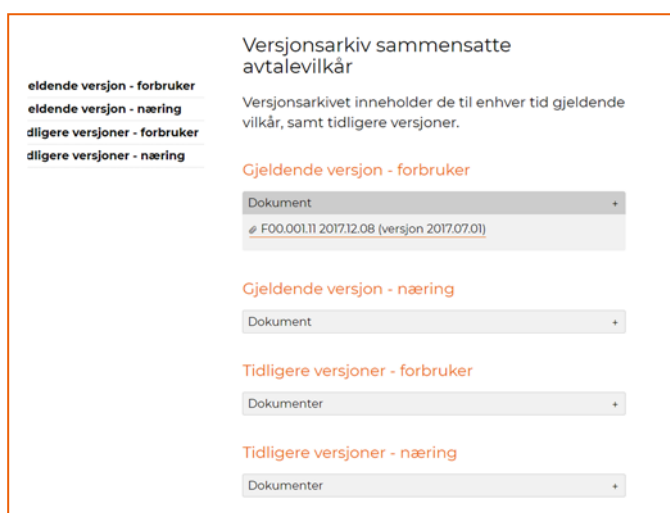 Versjonsarkiv sammensatte
avtalevilkår
eldende versjon - forbruker
eldende versjon - næring
dligere versjoner - forbruker
dligere versjoner - næring
Versjonsarkivet inneholder de til enhver tid gjeldende
vilkår, samt tidligere versjoner.
Gjeldende versjon - forbruker
Dokument +
F00.001.11 2017.12.08 (versjon 2017.07.01)
Gjeldende versjon - næring
Dokument +
Tidligere versjoner - forbruker
Dokumenter +
Tidligere versjoner - næring
Dokumenter +